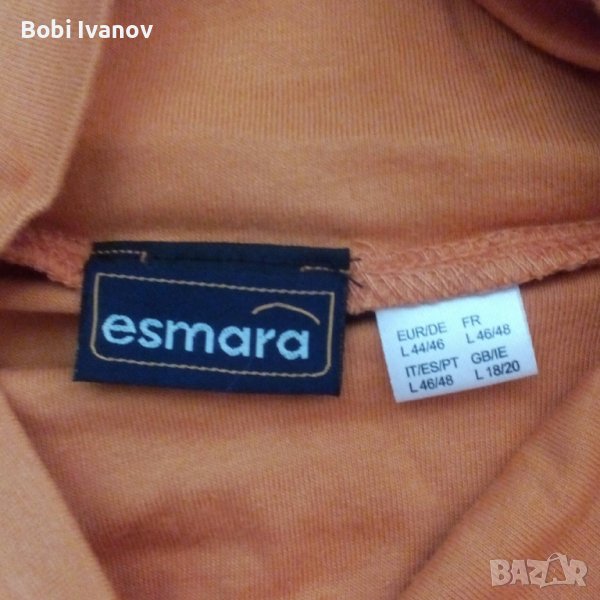 Bobi Ivanov
esmara
EUR/DE FR
L 44/46 L 46/48
IT/ES/PT GB/IE
L 46/48 L 18/20
BAZAR